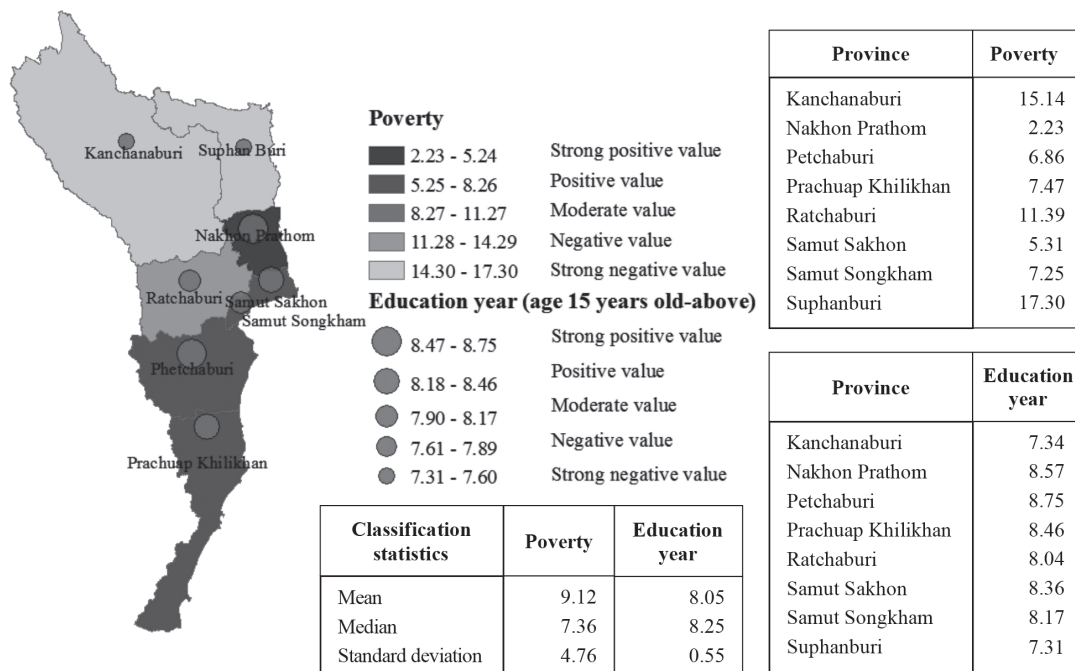 Kanchanaburi
Suphan Buri
Nakhon Prathom
Ratchaburi
Samut Sakhon
Samut Songkham
Phetchaburi
Prachuap Khilikhan
Poverty
2.23 - 5.24 Strong positive value
5.25 - 8.26 Positive value
8.27 - 11.27 Moderate value
11.28 - 14.29 Negative value
14.30 - 17.30 Strong negative value
Education year (age 15 years old-above)
8.47 - 8.75 Strong positive value
8.18 - 8.46 Positive value
7.90 - 8.17 Moderate value
7.61 - 7.89 Negative value
7.31 - 7.60 Strong negative value
Classification statistics Poverty Education year
Mean 9.12 8.05
Median 7.36 8.25
Standard deviation 4.76 0.55
Province Poverty
Kanchanaburi 15.14
Nakhon Prathom 2.23
Petchaburi 6.86
Prachuap Khilikhan 7.47
Ratchaburi 11.39
Samut Sakhon 5.31
Samut Songkham 7.25
Suphanburi 17.30
Province Education year
Kanchanaburi 7.34
Nakhon Prathom 8.57
Petchaburi 8.75
Prachuap Khilikhan 8.46
Ratchaburi 8.04
Samut Sakhon 8.36
Samut Songkham 8.17
Suphanburi 7.31